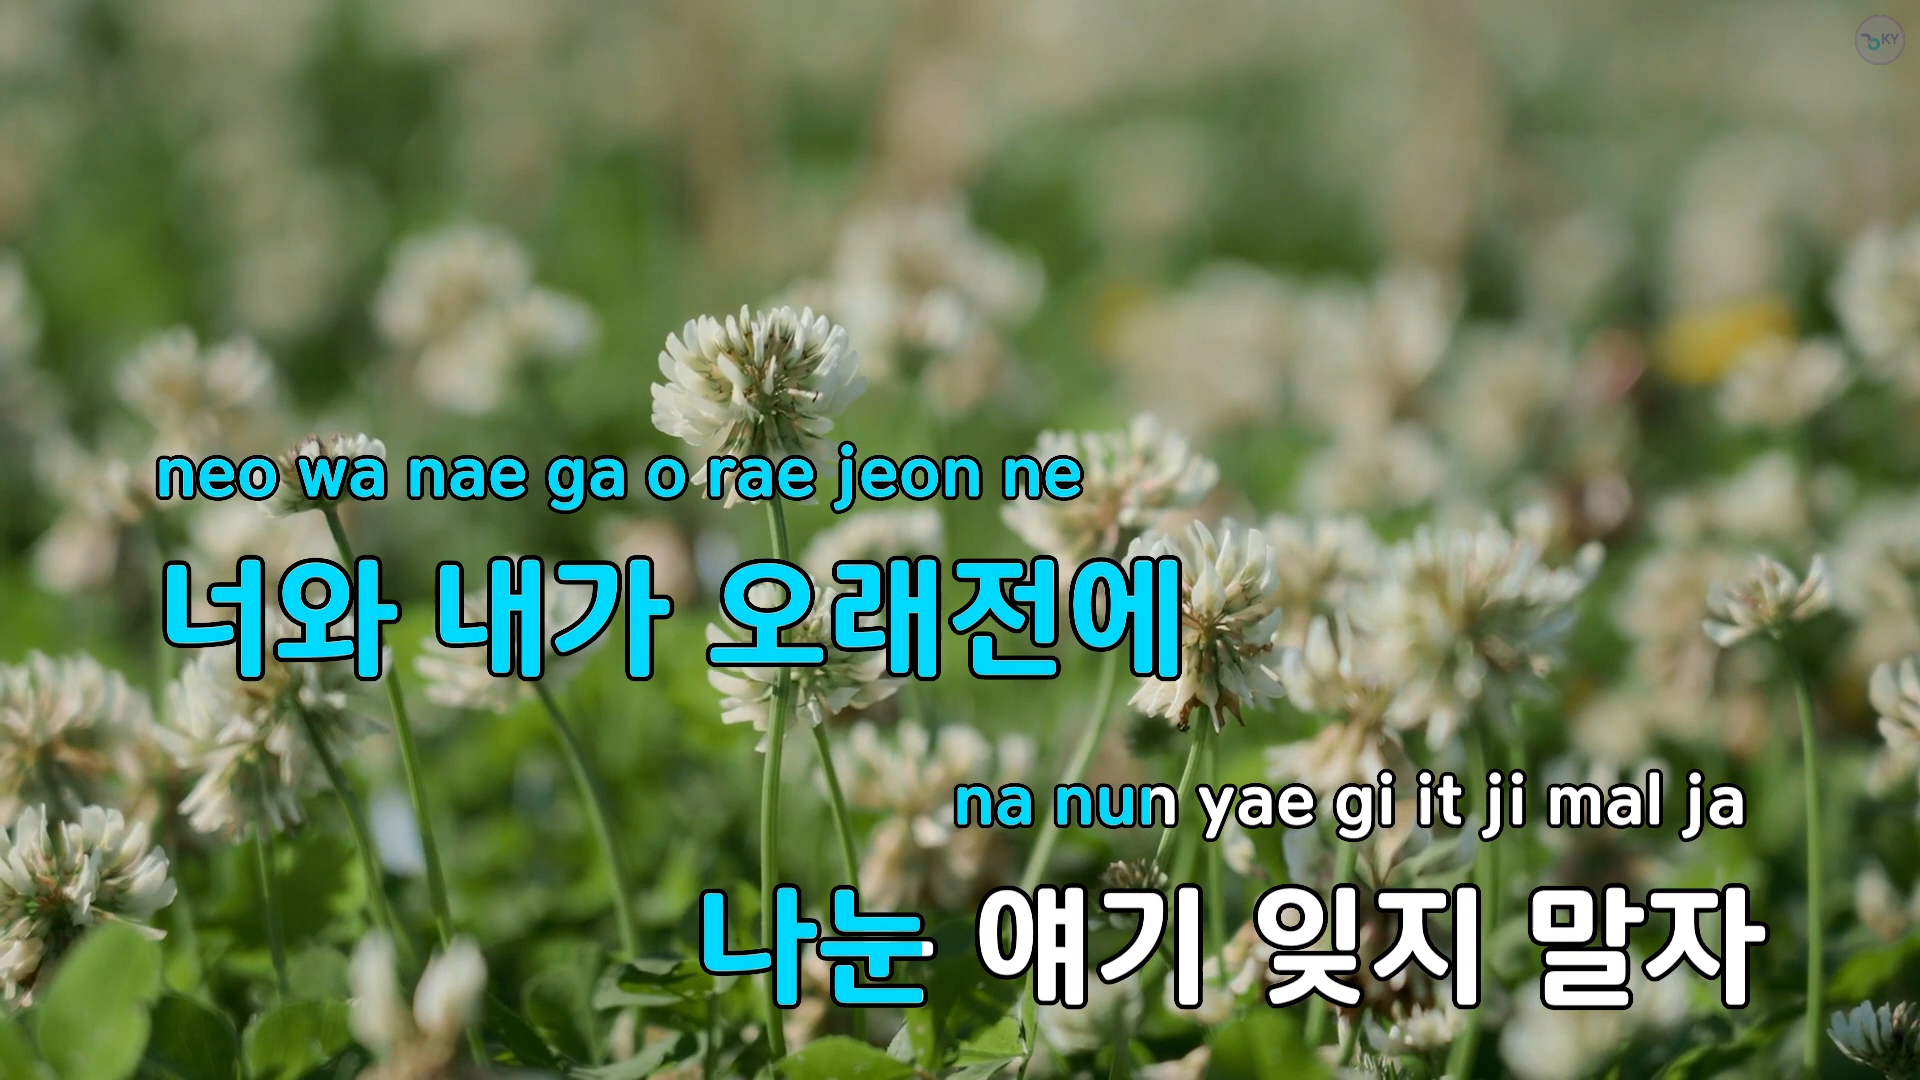 KY
neo wa nae ga o rae jeon ne
너와 내가 오래전에
na nun yae gi it ji mal ja
나눈 얘기 잊지 말자